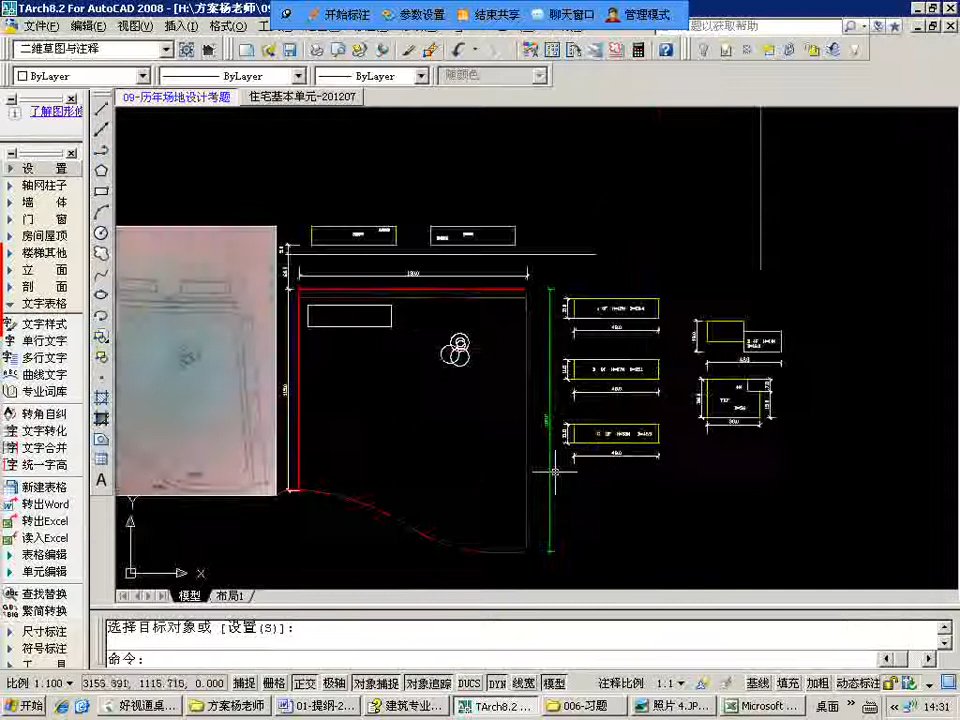 TArch8.2 for AutoCAD 2008 - [H:\方案杨老师\09
开始标注 参数设置 结束共享 聊天窗口 管理模式
文件(F) 编辑(E) 视图(V) 插入(I) 格式(O)
题以获取帮助
二维草图与注释
ByLayer ByLayer ByLayer 随颜色
09-历年场地设计考题 住宅基本单元-201207
了解图形修
设 置
轴网柱子
墙 体
门 窗
房间屋顶
楼梯其他
立 面
剖 面
文字表格
文字样式
单行文字
多行文字
曲线文字
专业词库
转角自纠
文字转化
文字合并
统一字高
新建表格
转出Word
转出Excel
读入Excel
表格编辑
单元编辑
查找替换
繁简转换
尺寸标注
符号标注
工 具
A
Y
X
模型 布局1
选择目标对象或 [设置(S)]:
命令:
比例 1:100 3156.891, 1115.716, 0.000 捕捉 栅格 正交 极轴 对象捕捉 对象追踪 DUCS DYN 线宽 模型 注释比例 1:1 基线 填充 加粗 动态标注
开始 好视通桌... 方案杨老师 01-提纲-20... 建筑专业... TArch8.2 ... 006-习题 照片 4.JP... Microsoft ... 桌面 14:31